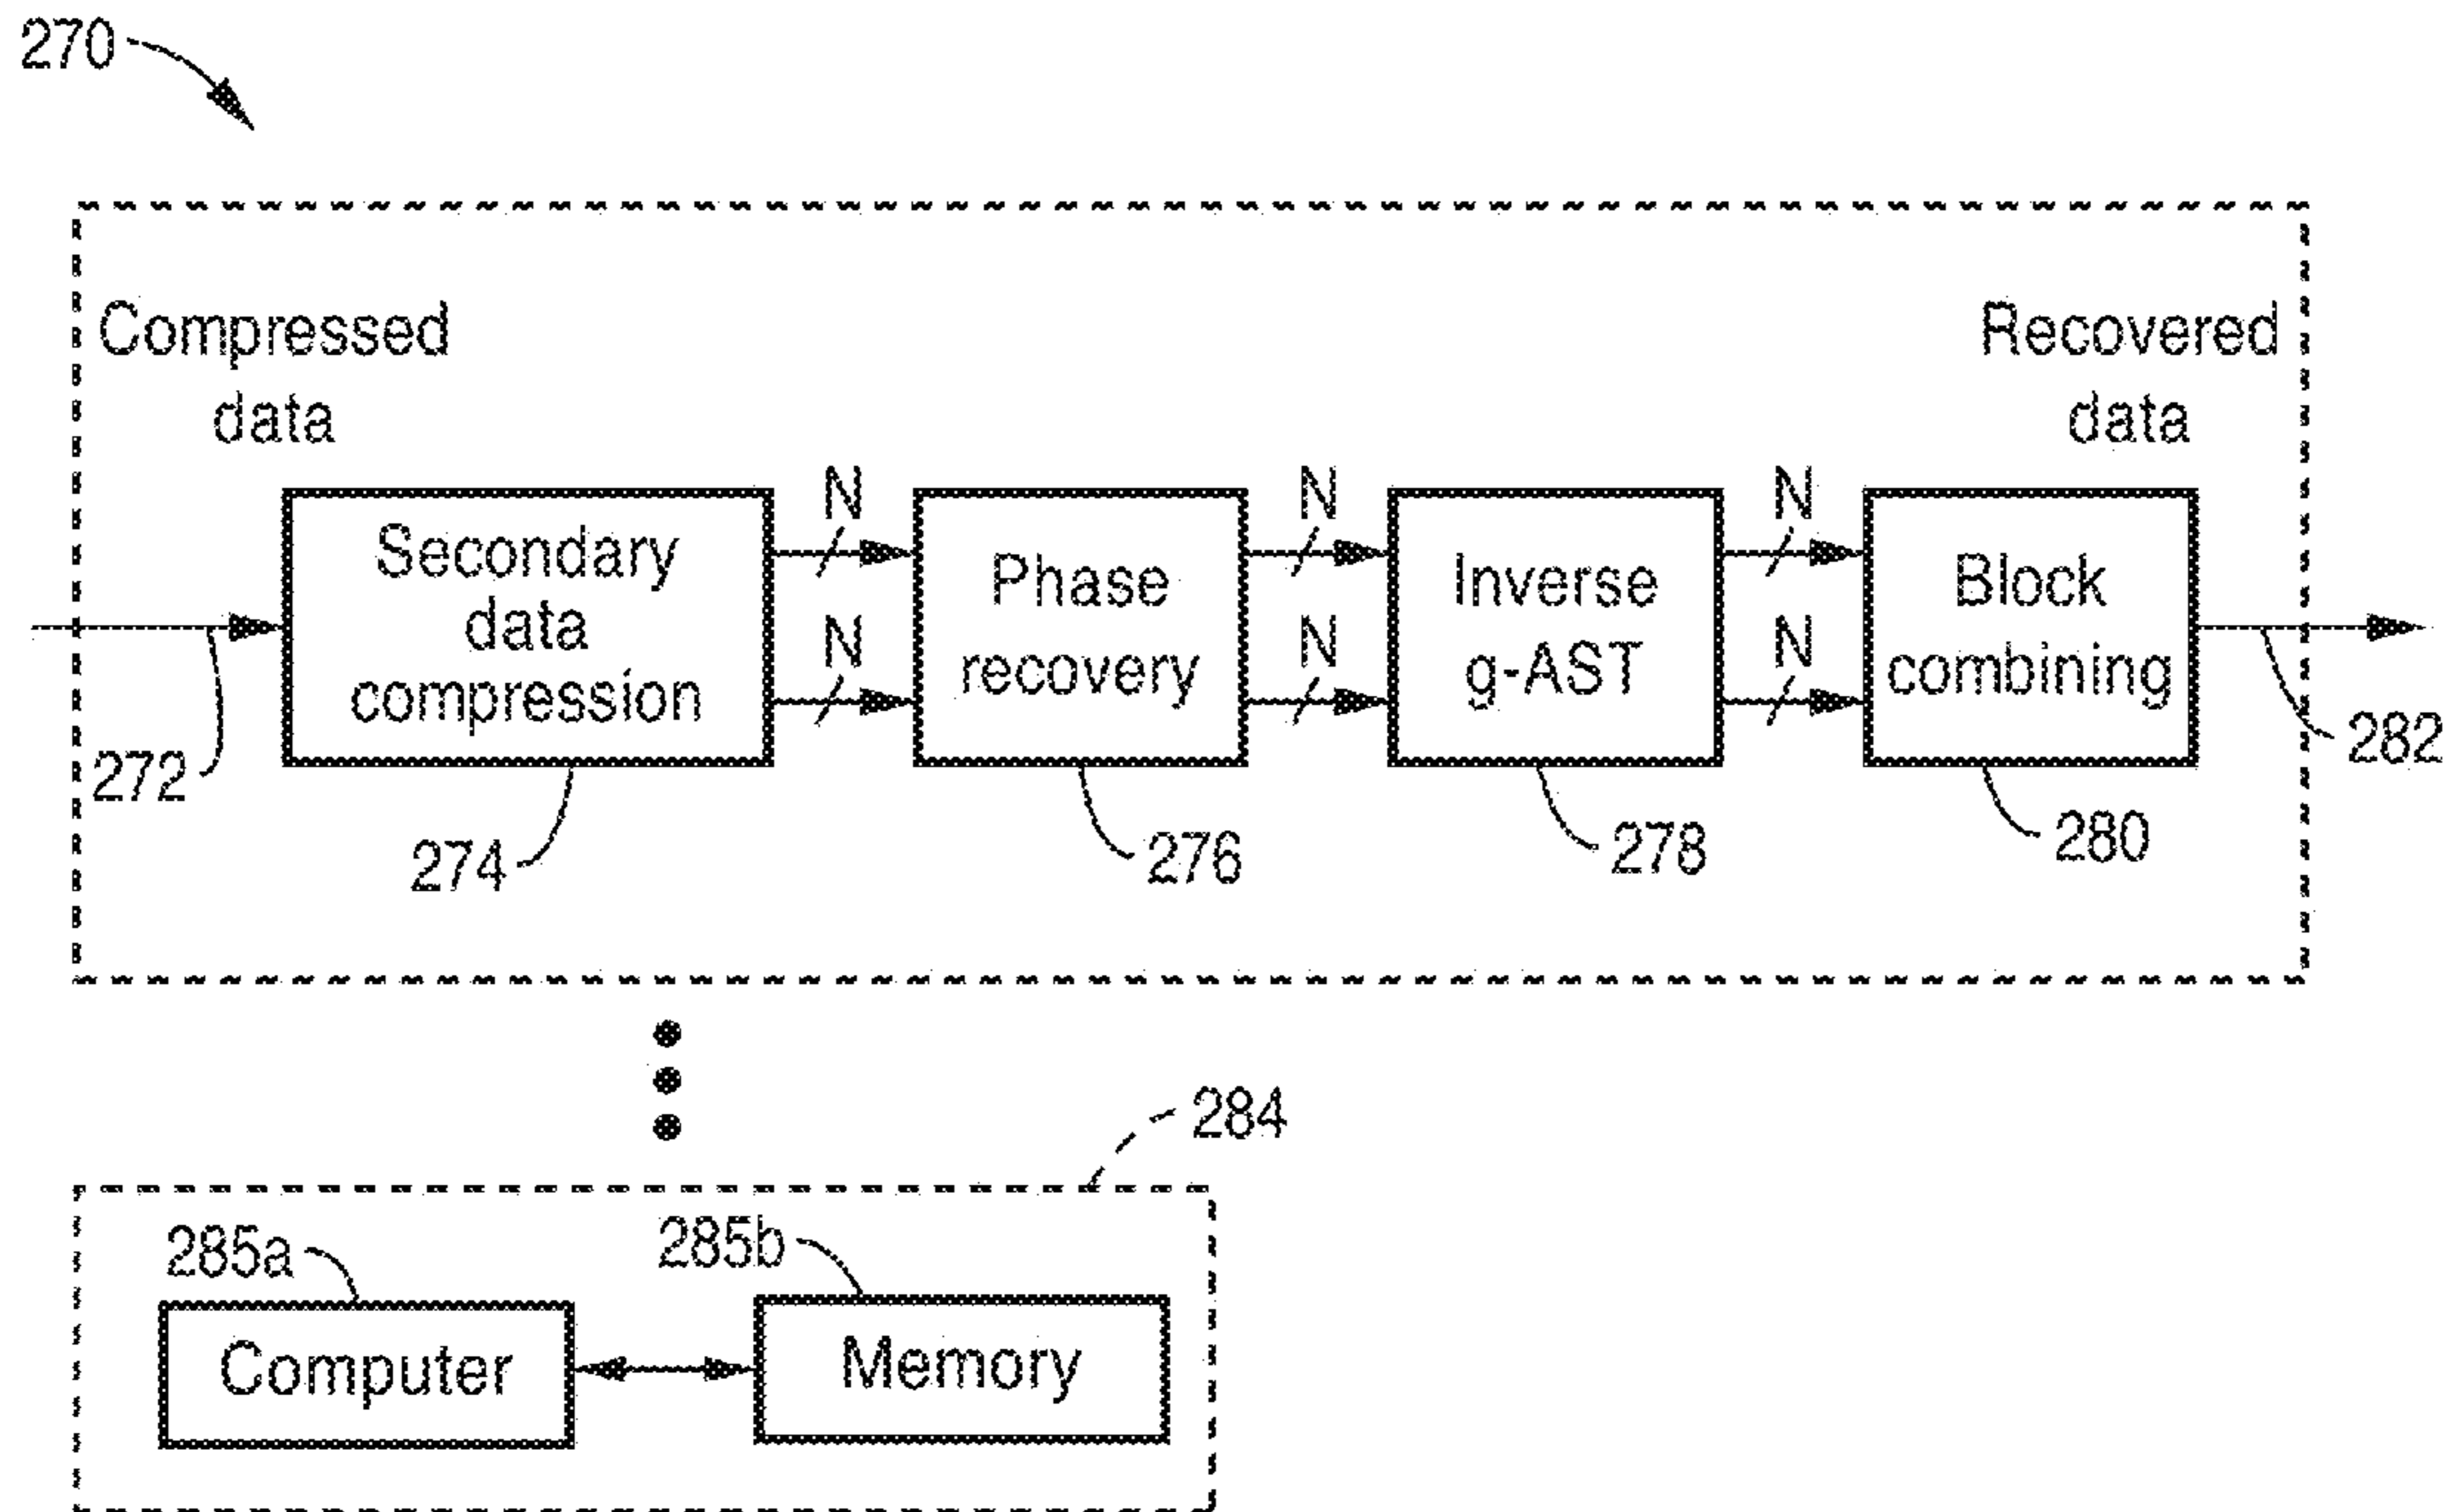 270
Compressed
data
Recovered
data
N
N
N
Secondary
data
compression
Phase
recovery
Inverse
g-AST
Block
combining
N
N
N
272
274
276
278
280
282
284
285a
285b
Computer
Memory